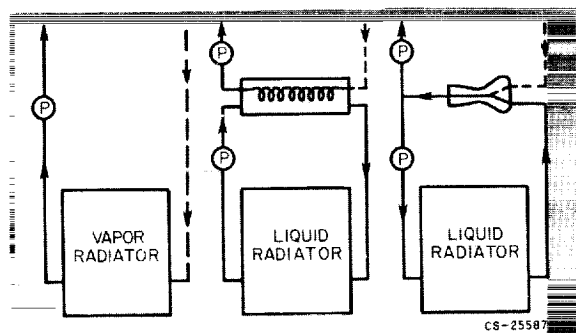 P
P
P
P
P
VAPOR
RADIATOR
LIQUID
RADIATOR
LIQUID
RADIATOR
CS-25587